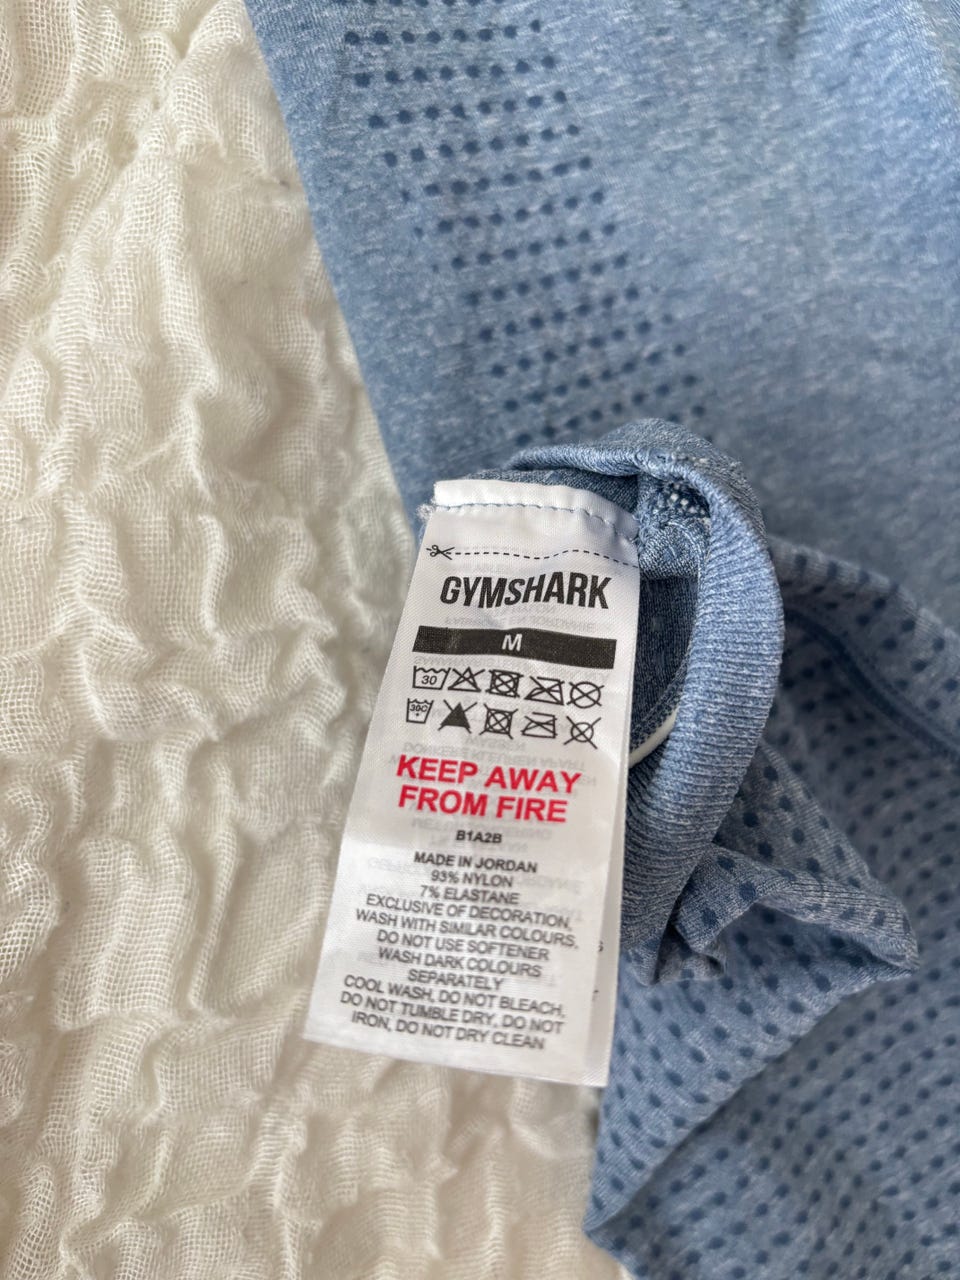 GYMSHARK
M
30
30C
KEEP AWAY
FROM FIRE
B1A2B
MADE IN JORDAN
93% NYLON
7% ELASTANE
EXCLUSIVE OF DECORATION,
WASH WITH SIMILAR COLOURS,
DO NOT USE SOFTENER
WASH DARK COLOURS
SEPARATELY
COOL WASH, DO NOT BLEACH,
DO NOT TUMBLE DRY, DO NOT
IRON, DO NOT DRY CLEAN